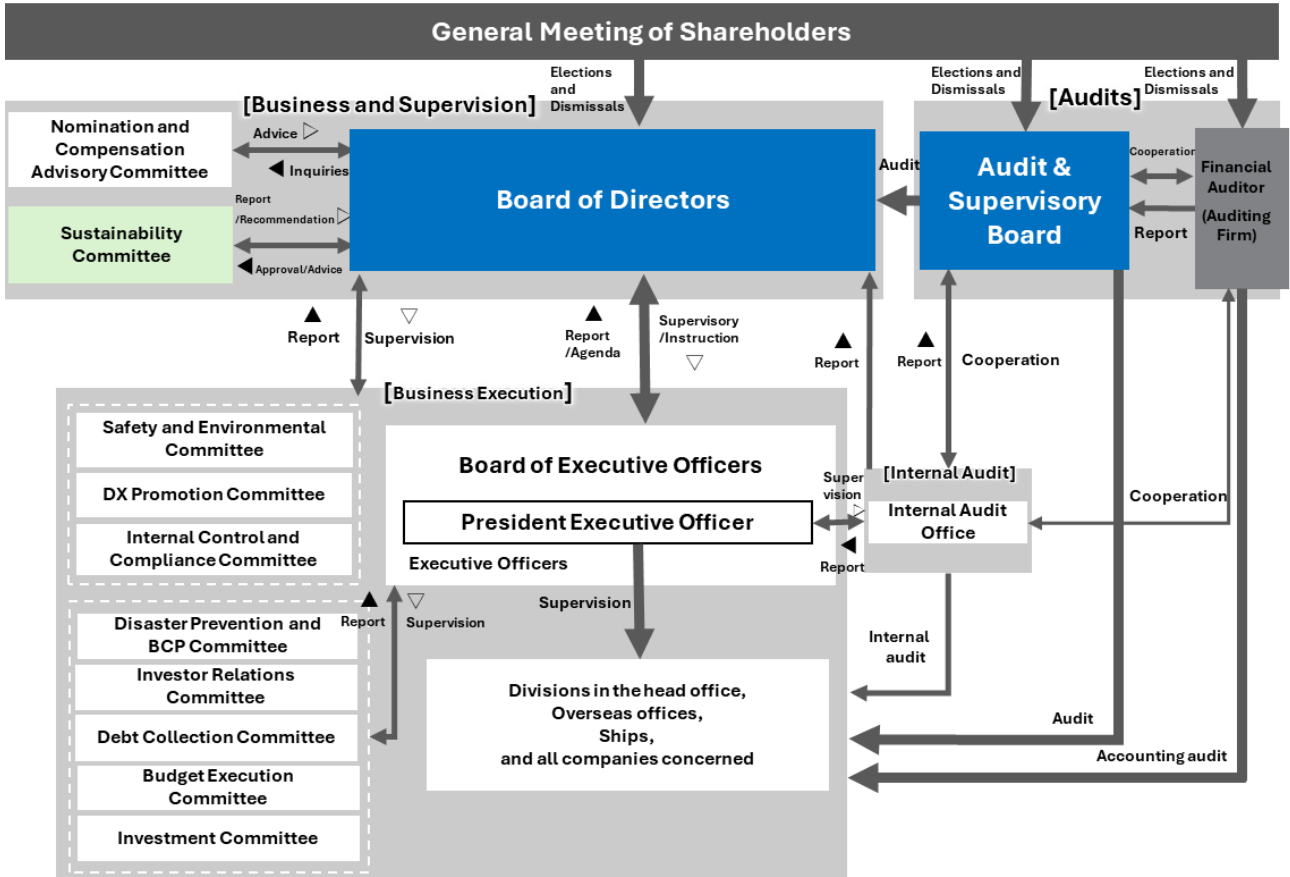 General Meeting of Shareholders
Elections
and
Dismissals
Elections and
Dismissals
Elections and
Dismissals
[Business and Supervision]
[Audits]
Nomination and
Compensation
Advisory Committee
Advice ▷
◀ Inquiries
Board of Directors
Audit
Audit &
Supervisory
Board
Cooperation
Report
Financial
Auditor
(Auditing
Firm)
Sustainability
Committee
Report
/Recommendation ▷
◀ Approval/Advice
▲
Report
▽
Supervision
▲
Report
/Agenda
Supervisory
/Instruction
▽
▲
Report
▲
Report
Cooperation
[Business Execution]
Safety and Environmental
Committee
DX Promotion Committee
Internal Control and
Compliance Committee
Board of Executive Officers
President Executive Officer
Executive Officers
Super
vision
▷
◀
Report
[Internal Audit]
Internal Audit
Office
Cooperation
▲
Report
▽
Supervision
Supervision
Disaster Prevention and
BCP Committee
Investor Relations
Committee
Debt Collection Committee
Budget Execution
Committee
Investment Committee
Divisions in the head office,
Overseas offices,
Ships,
and all companies concerned
Internal
audit
Audit
Accounting audit